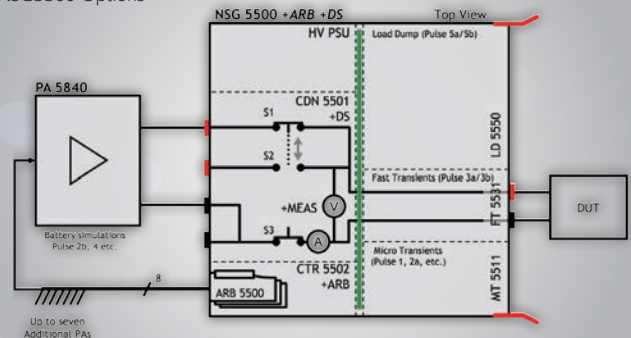 NSG 5500 +ARB +DS
Top View
HV PSU
Load Dump (Pulse 5a/5b)
PA 5840
CDN 5501
+DS
S1
S2
LD 5550
Fast Transients (Pulse 3a/3b)
+MEAS
V
FT 5531
DUT
Battery simulations
Pulse 2b, 4 etc.
S3
A
Micro Transients
(Pulse 1, 2a, etc.)
CTR 5502
+ARB
MT 5511
8
ARB 5500
Up to seven
Additional PAs